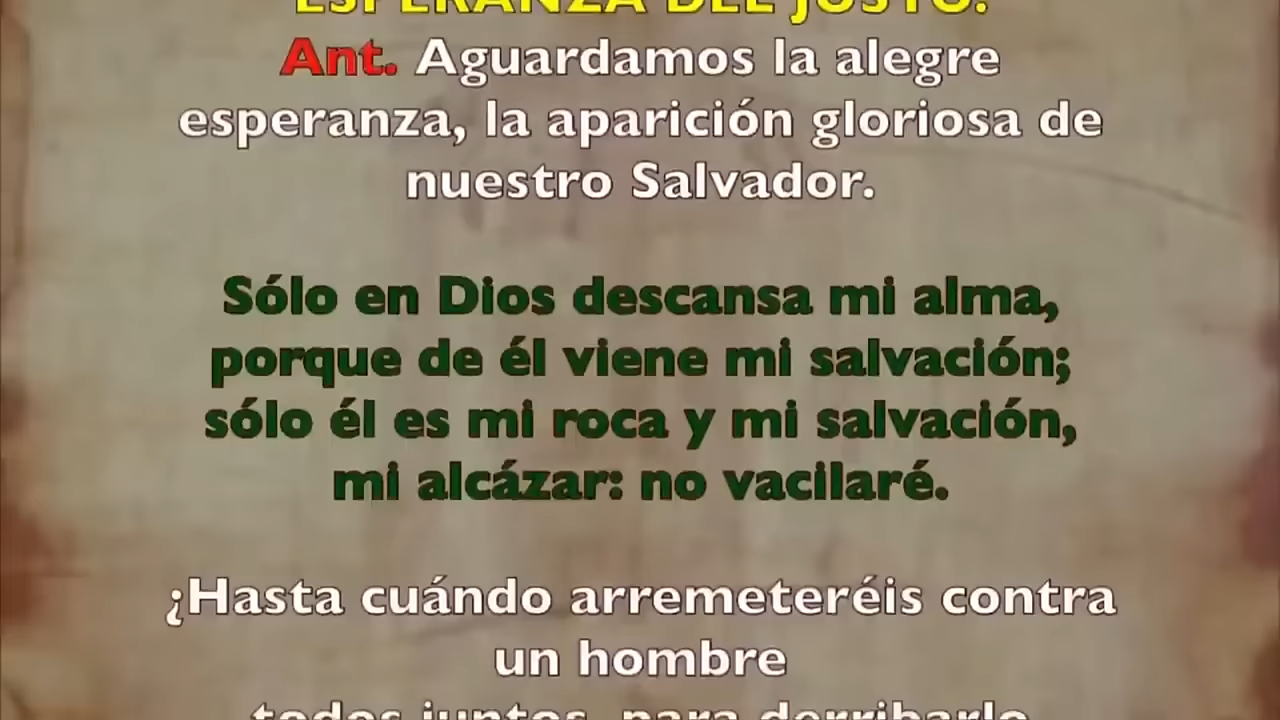 ESPERANZA DEL JUSTO.
Ant. Aguardamos la alegre
esperanza, la aparición gloriosa de
nuestro Salvador.
Sólo en Dios descansa mi alma,
porque de él viene mi salvación;
sólo él es mi roca y mi salvación,
mi alcázar: no vacilaré.
¿Hasta cuándo arremeteréis contra
un hombre
todos juntos, para derribarlo